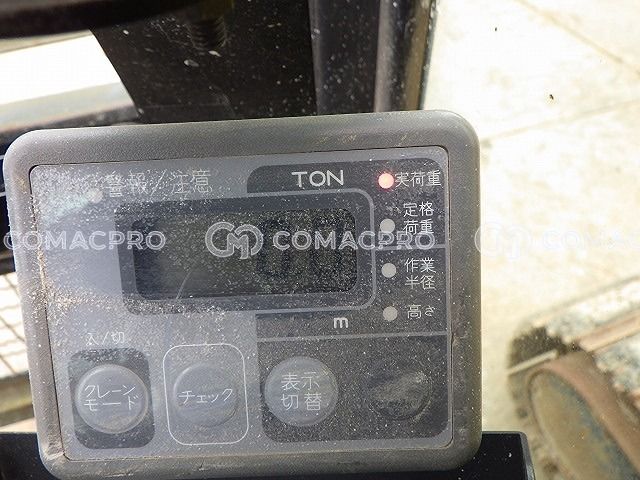 警報/注意
TON
実荷重
定格
荷重
COMACPRO
COMACPRO
作業
半径
m
高さ
入/切
クレーン
モード
チェック
表示
切替